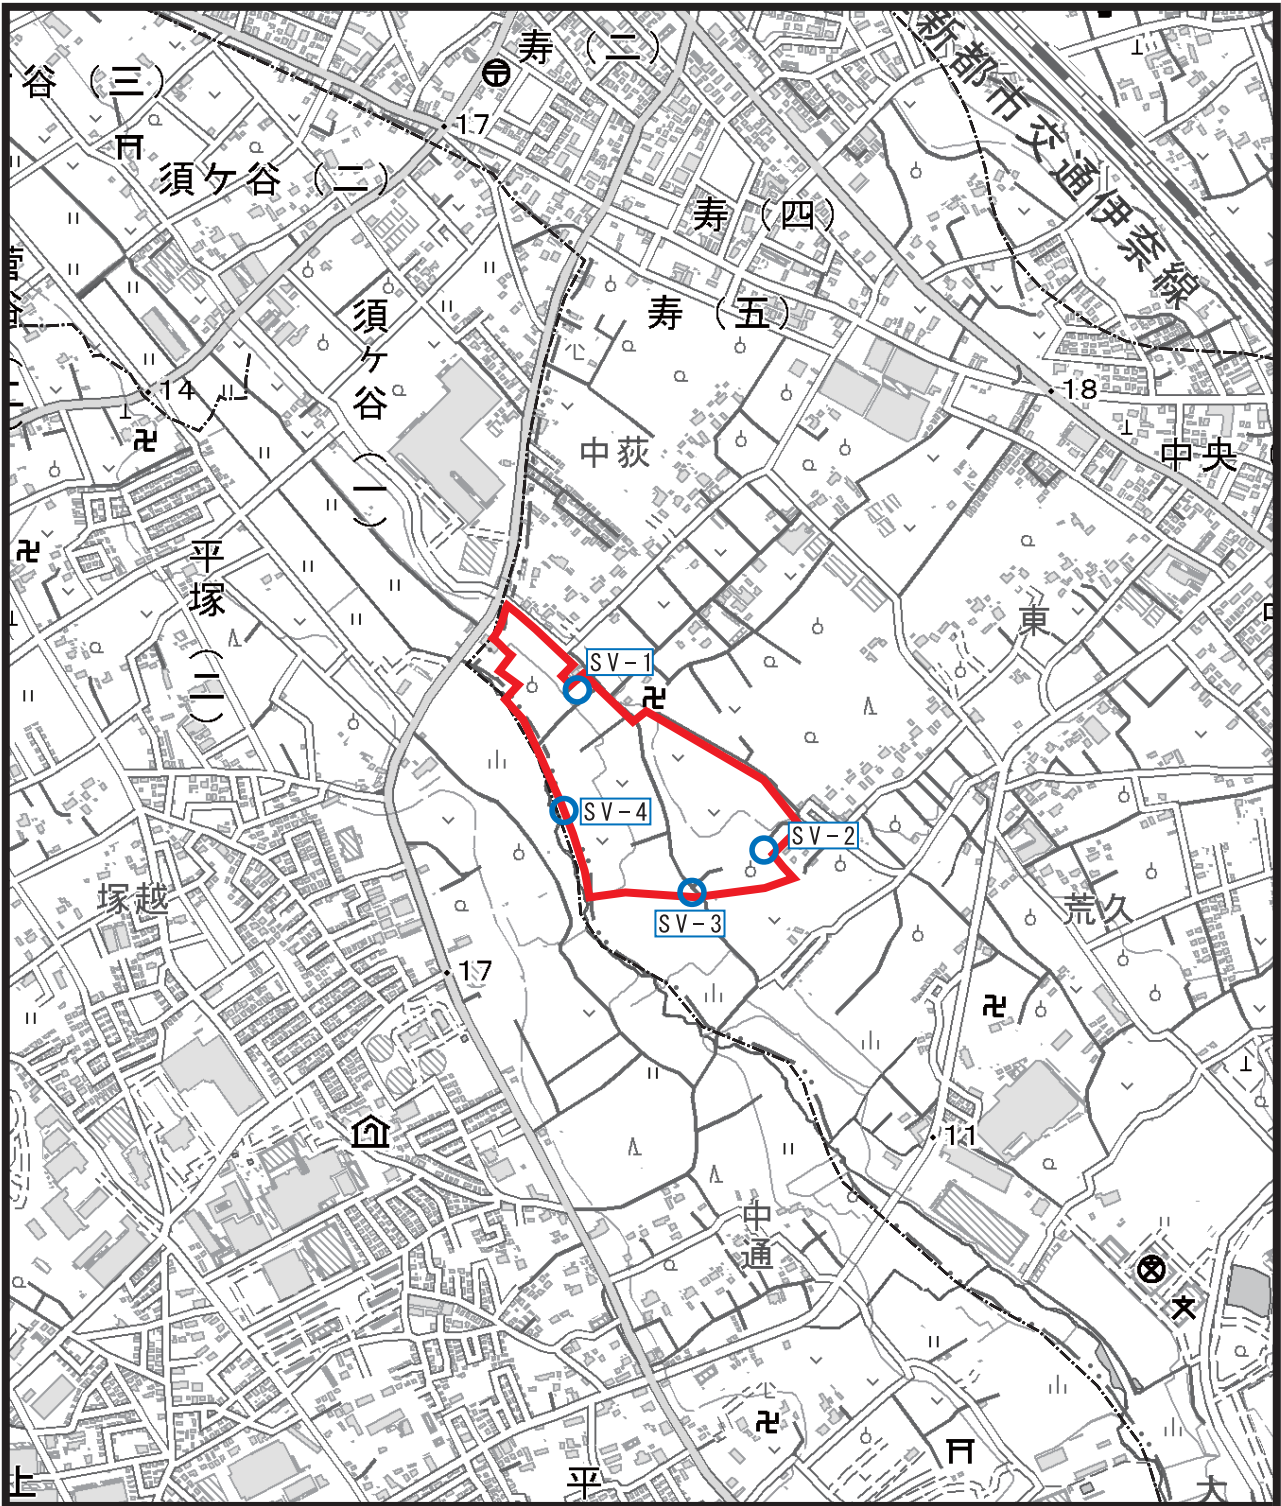 寿（二）
谷（三）
新都市交通伊奈線
17
須ケ谷（二）
寿（四）
須ケ谷（一）
寿（五）
14
18
中荻
中央
平塚（二）
東
SV-1
SV-4
SV-2
塚越
荒久
SV-3
17
11
中通
上
平